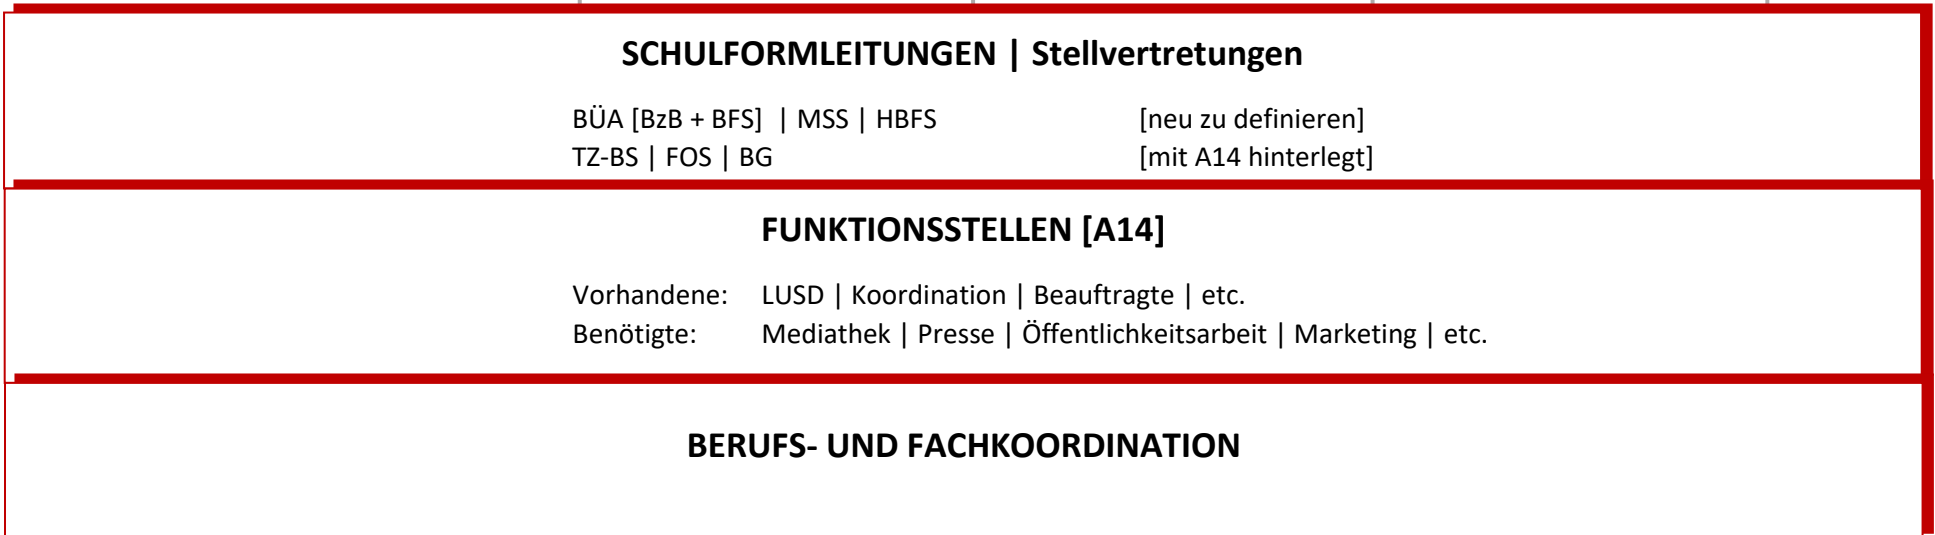 SCHULFORMLEITUNGEN | Stellvertretungen
BÜA [BzB + BFS] | MSS | HBFS [neu zu definieren]
TZ-BS | FOS | BG [mit A14 hinterlegt]
FUNKTIONSSTELLEN [A14]
Vorhandene: LUSD | Koordination | Beauftragte | etc.
Benötigte: Mediathek | Presse | Öffentlichkeitsarbeit | Marketing | etc.
BERUFS- UND FACHKOORDINATION